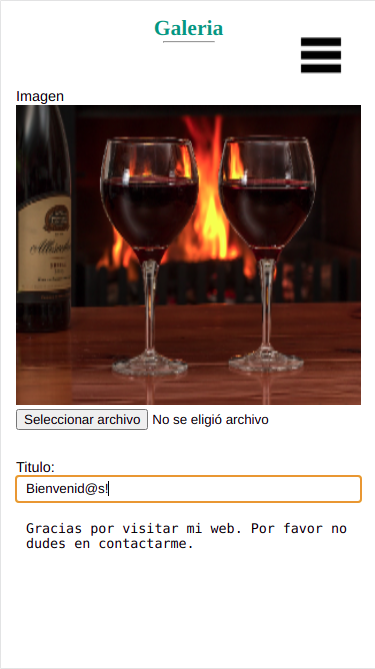 Galeria
Imagen
Seleccionar archivo No se eligió archivo
Titulo:
Bienvenid@s!
Gracias por visitar mi web. Por favor no
dudes en contactarme.